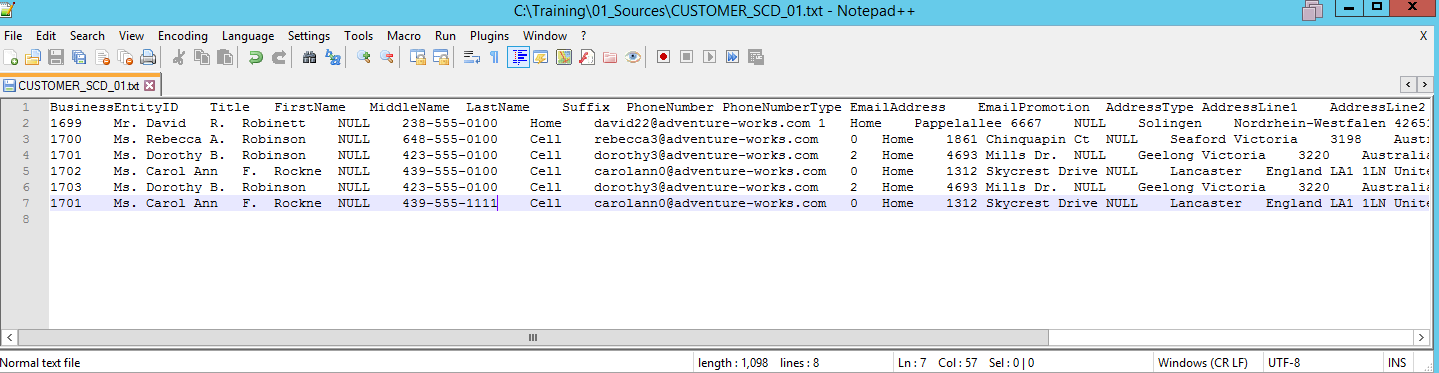 C:\Training\01_Sources\CUSTOMER_SCD_01.txt - Notepad++
File Edit Search View Encoding Language Settings Tools Macro Run Plugins Window ? X
CUSTOMER_SCD_01.txt
1 BusinessEntityID Title FirstName MiddleName LastName Suffix PhoneNumber PhoneNumberType EmailAddress EmailPromotion AddressType AddressLine1 AddressLine2
2 1699 Mr. David R. Robinett NULL 238-555-0100 Home david22@adventure-works.com 1 Home Pappelallee 6667 NULL Solingen Nordrhein-Westfalen 42651
3 1700 Ms. Rebecca A. Robinson NULL 648-555-0100 Cell rebecca3@adventure-works.com 0 Home 1861 Chinquapin Ct NULL Seaford Victoria 3198 Austr
4 1701 Ms. Dorothy B. Robinson NULL 423-555-0100 Cell dorothy3@adventure-works.com 2 Home 4693 Mills Dr. NULL Geelong Victoria 3220 Australia
5 1702 Ms. Carol Ann F. Rockne NULL 439-555-0100 Cell carolann0@adventure-works.com 0 Home 1312 Skycrest Drive NULL Lancaster England LA1 1LN Unite
6 1703 Ms. Dorothy B. Robinson NULL 423-555-0100 Cell dorothy3@adventure-works.com 2 Home 4693 Mills Dr. NULL Geelong Victoria 3220 Australia
7 1701 Ms. Carol Ann F. Rockne NULL 439-555-1111 Cell carolann0@adventure-works.com 0 Home 1312 Skycrest Drive NULL Lancaster England LA1 1LN Unite
8
Normal text file length : 1,098 lines : 8 Ln : 7 Col : 57 Sel : 0 | 0 Windows (CR LF) UTF-8 INS